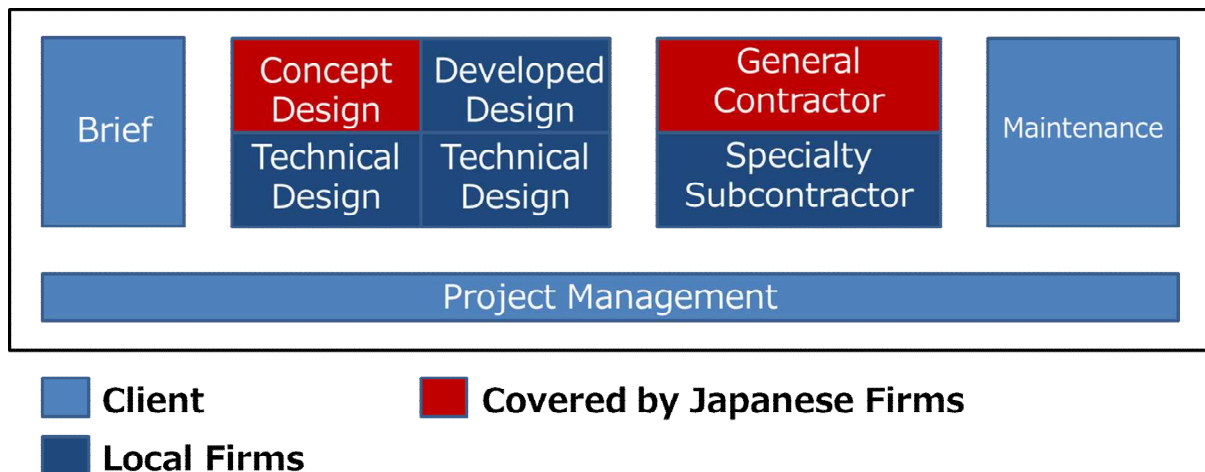 Brief
Concept
Design
Developed
Design
Technical
Design
Technical
Design
General
Contractor
Specialty
Subcontractor
Maintenance
Project Management
Client
Covered by Japanese Firms
Local Firms